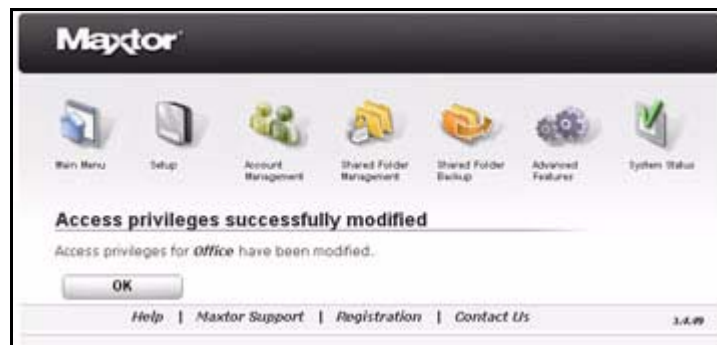 Maxtor
Main Menu
Setup
Account Management
Shared Folder Management
Shared Folder Backup
Advanced Features
System Status
Access privileges successfully modified
Access privileges for Office have been modified.
OK
Help | Maxtor Support | Registration | Contact Us